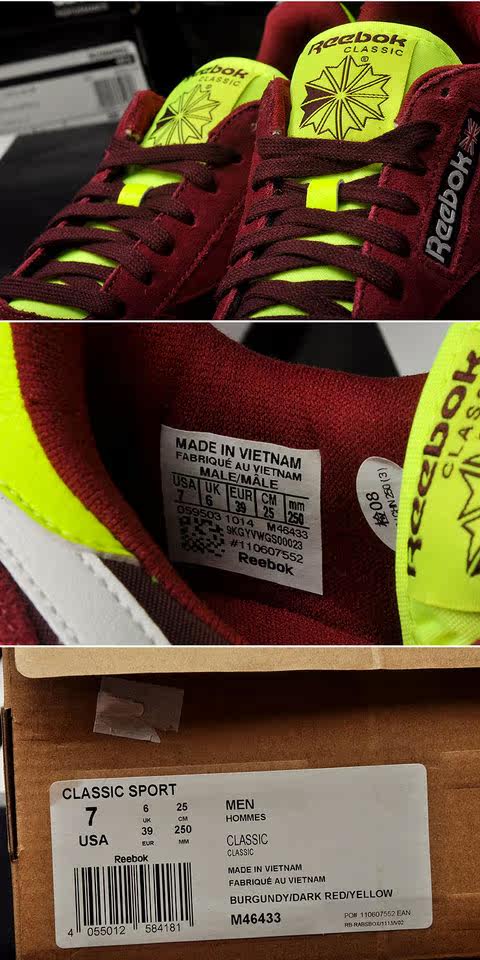 Reebok
CLASSIC
Reebok
CLASSIC
Reebok
MADE IN VIETNAM
FABRIQUÉ AU VIETNAM
MALE/MÂLE
USA UK EUR CM mm
7 6 39 25 250
059503 1014 M46433
9KGYVWGS00023
#110607552
Reebok
检08
Reebok
CLASSIC SPORT
7 6 25 MEN
UK CM HOMMES
USA 39 250 CLASSIC
EUR MM CLASSIC
Reebok
MADE IN VIETNAM
FABRIQUÉ AU VIETNAM
BURGUNDY/DARK RED/YELLOW
M46433
4 055012 584181
PO# 110607552 EAN